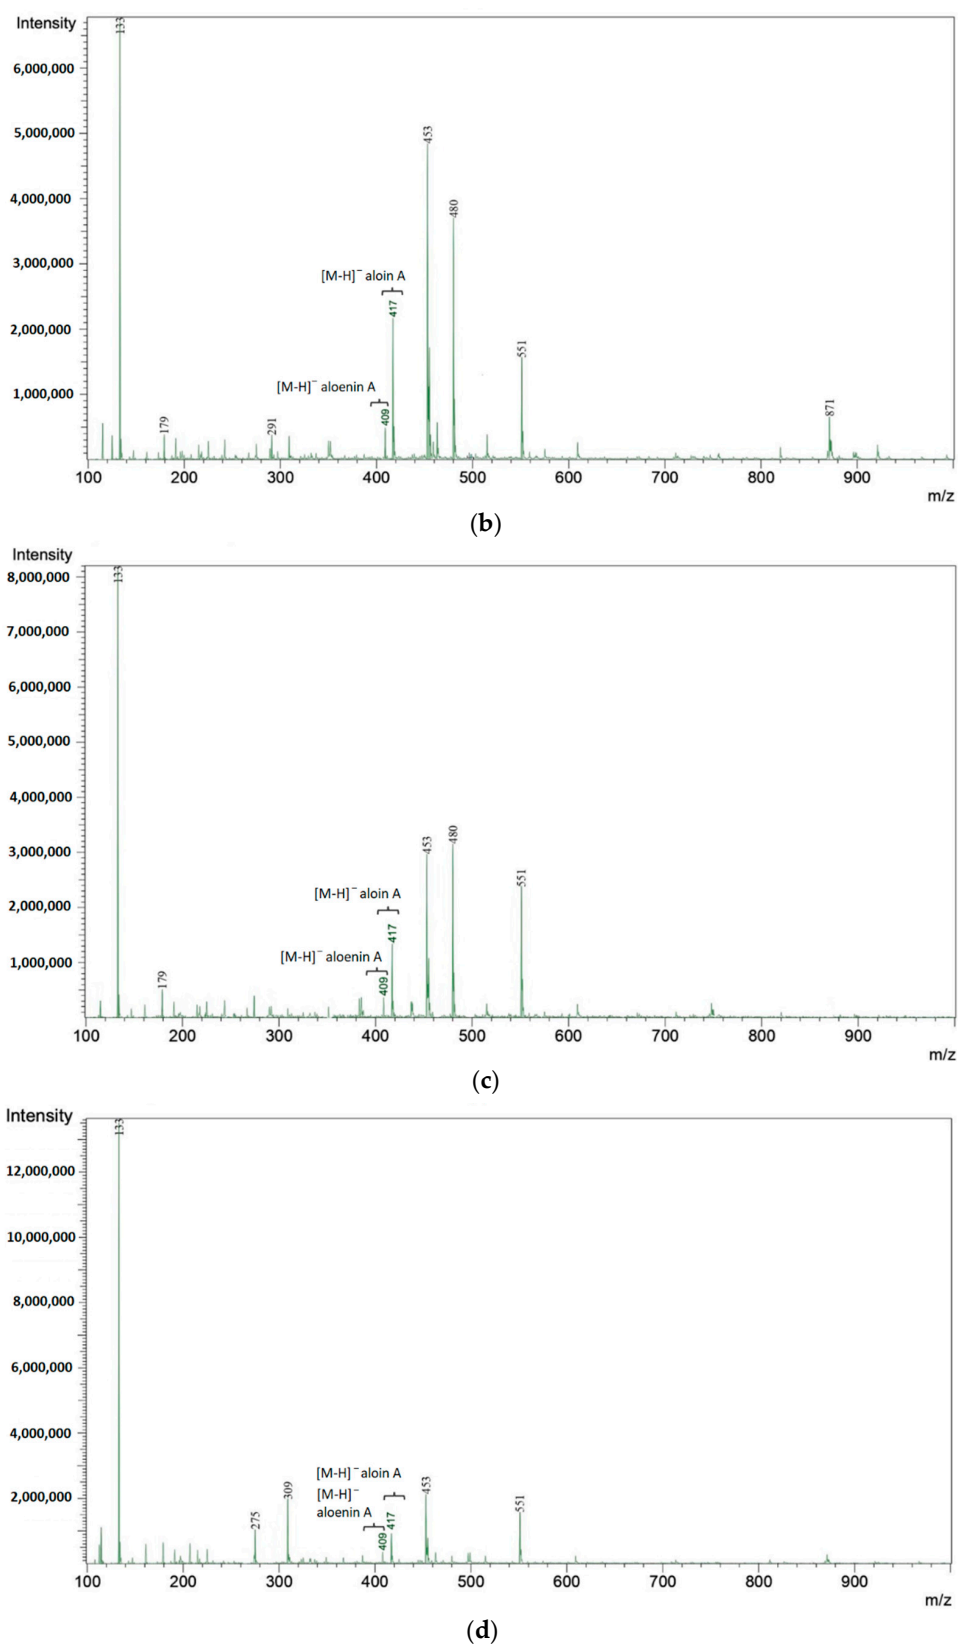 Intensity
133
6,000,000
5,000,000
453
4,000,000
480
3,000,000
[M-H]⁻ aloin A
417
2,000,000
551
[M-H]⁻ aloenin A
1,000,000
409
871
179
291
100 200 300 400 500 600 700 800 900
m/z
(b)
Intensity
8,000,000
133
7,000,000
6,000,000
5,000,000
4,000,000
3,000,000
453
480
551
2,000,000
[M-H]⁻ aloin A
417
[M-H]⁻ aloenin A
1,000,000
409
179
100 200 300 400 500 600 700 800 900
m/z
(c)
Intensity
133
12,000,000
10,000,000
8,000,000
6,000,000
4,000,000
[M-H]⁻ aloin A
2,000,000
309
[M-H]⁻
aloenin A
453
551
275
409
417
100 200 300 400 500 600 700 800 900
m/z
(d)